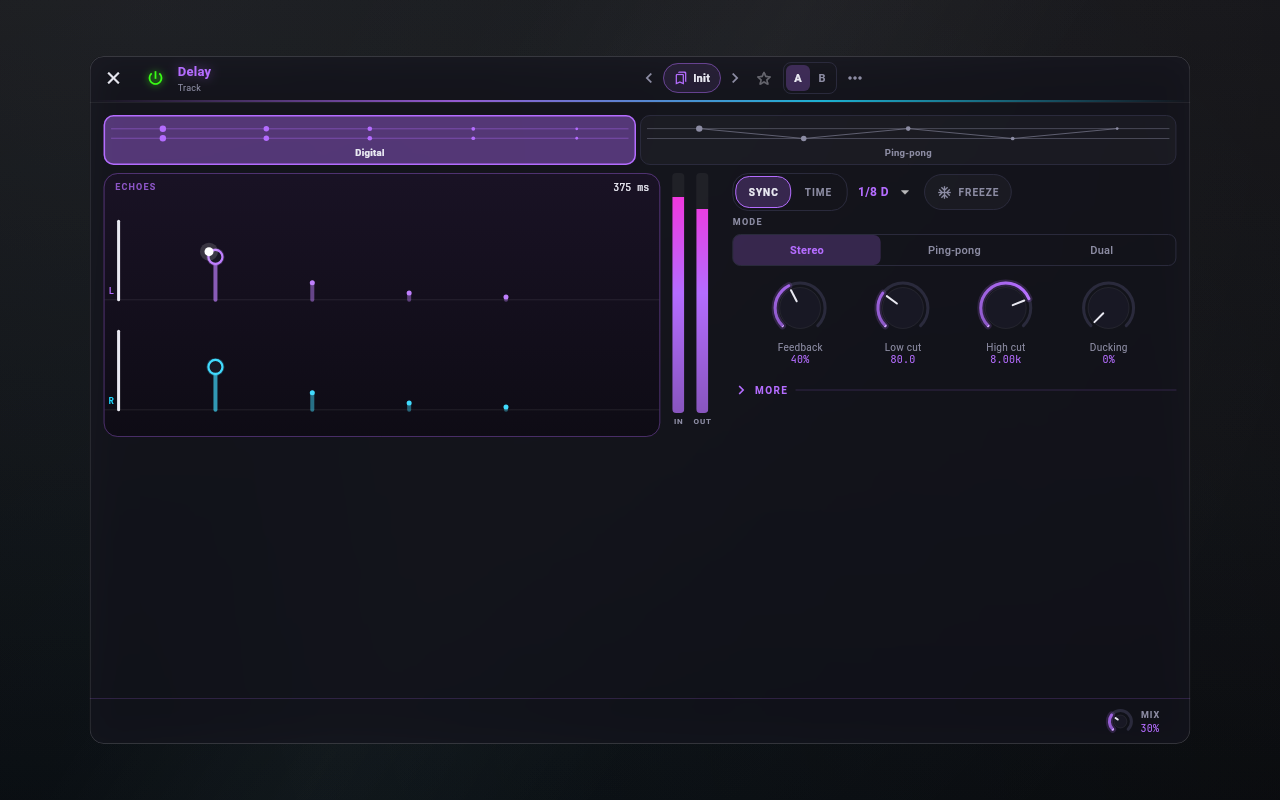 Delay
Track
Init
A
B
Digital
Ping-pong
ECHOES
375 ms
L
R
IN
OUT
SYNC
TIME
1/8 D
FREEZE
MODE
Stereo
Ping-pong
Dual
Feedback
40%
Low cut
80.0
High cut
8.00k
Ducking
0%
MORE
MIX
30%